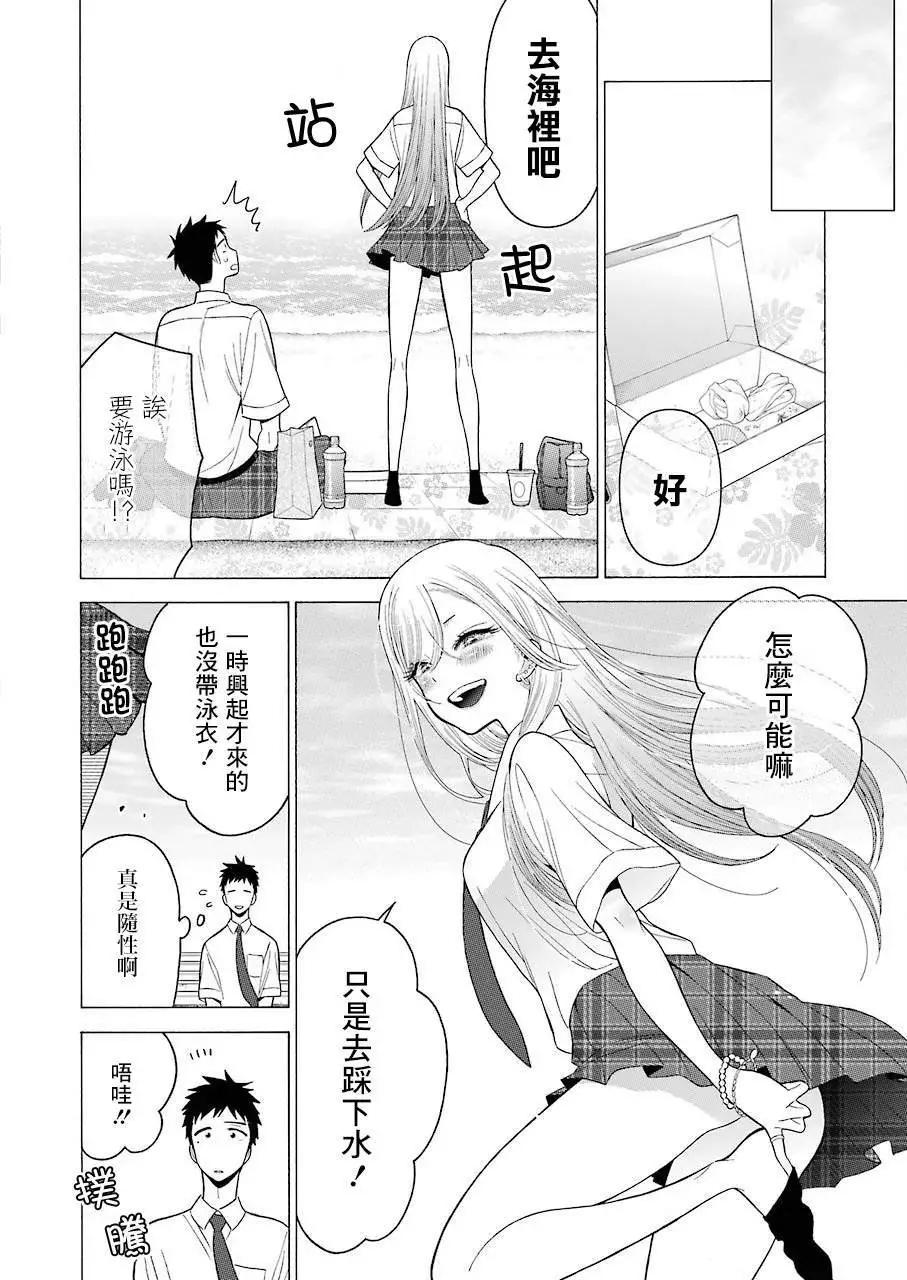 好
去海裡吧
站
起
誒
要游泳嗎!?
怎麼可能嘛
只是去踩下水!
一時興起才來的
也沒帶泳衣!
跑跑跑
真是隨性啊
唔哇!!
撲
騰